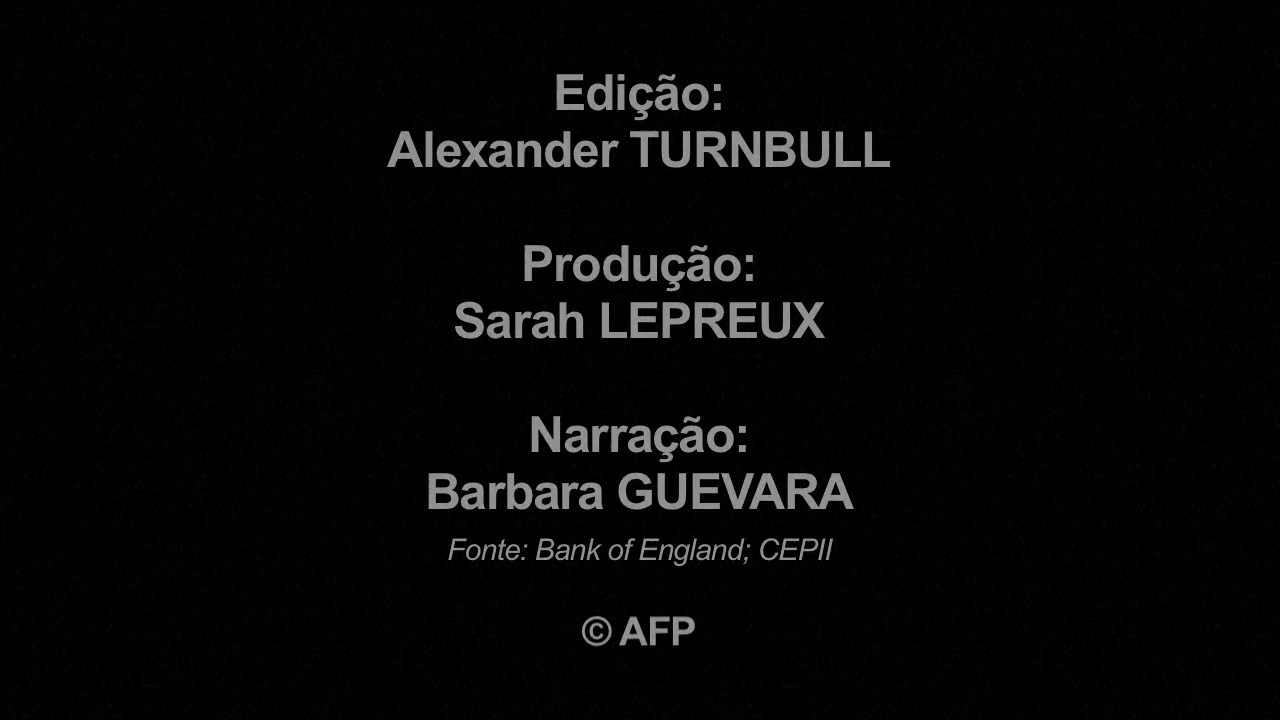 Edição:
Alexander TURNBULL
Produção:
Sarah LEPREUX
Narração:
Barbara GUEVARA
Fonte: Bank of England; CEPII
© AFP